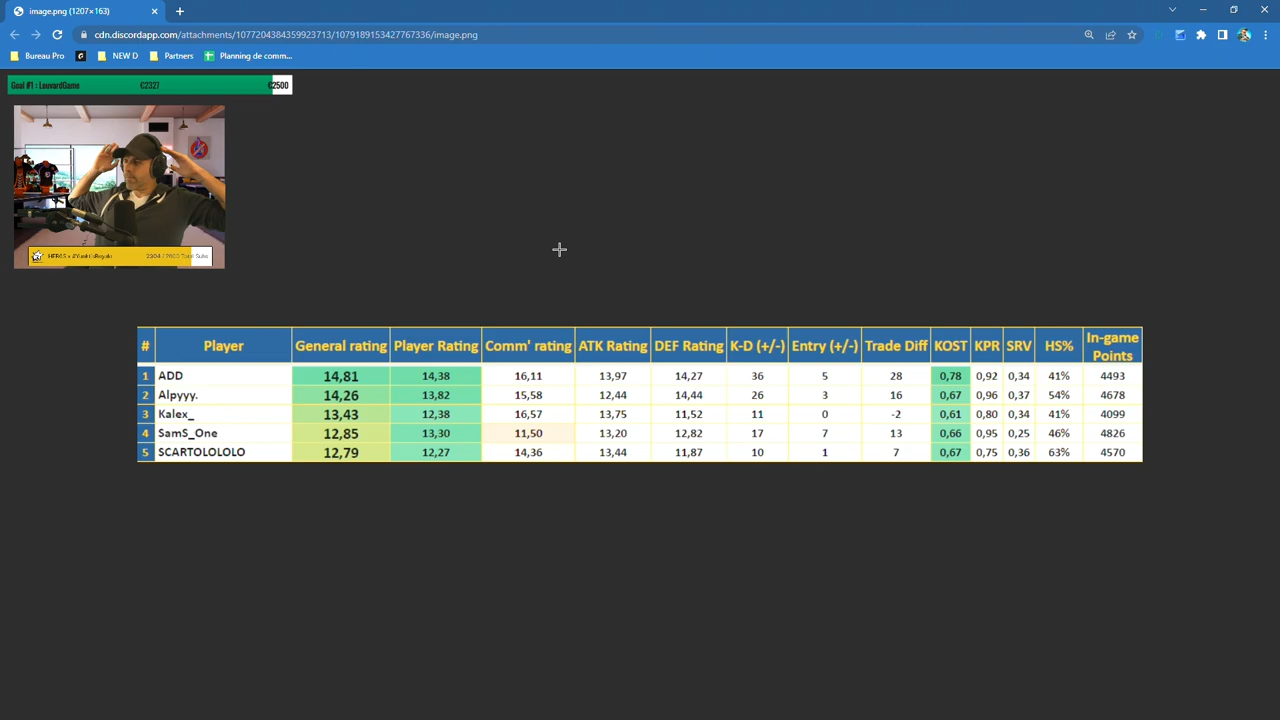 image.png (1207×163)
cdn.discordapp.com/attachments/1077204384359923713/1079189153427767336/image.png
Bureau Pro NEW D Partners Planning de comm...
Goal #1 : LouvardGame €2327 €2500
Total Subs
# Player General rating Player Rating Comm' rating ATK Rating DEF Rating K-D (+/-) Entry (+/-) Trade Diff KOST KPR SRV HS% In-game Points
1 ADD 14,81 14,38 16,11 13,97 14,27 36 5 28 0,78 0,92 0,34 41% 4493
2 Alpyyy. 14,26 13,82 15,58 12,44 14,44 26 3 16 0,67 0,96 0,37 54% 4678
3 Kalex_ 13,43 12,38 16,57 13,75 11,52 11 0 -2 0,61 0,80 0,34 41% 4099
4 SamS_One 12,85 13,30 11,50 13,20 12,82 17 7 13 0,66 0,95 0,25 46% 4826
5 SCARTOLOLOLO 12,79 12,27 14,36 13,44 11,87 10 1 7 0,67 0,75 0,36 63% 4570